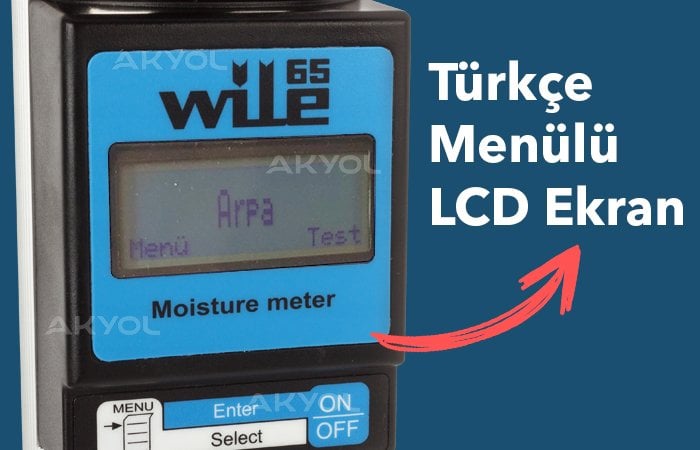 AKYOL
wile 65
AKYOL
Arpa
Menü Test
Moisture meter
AKYOL
MENU
Enter
Select
ON
OFF
AKYOL
Türkçe
Menülü
LCD Ekran